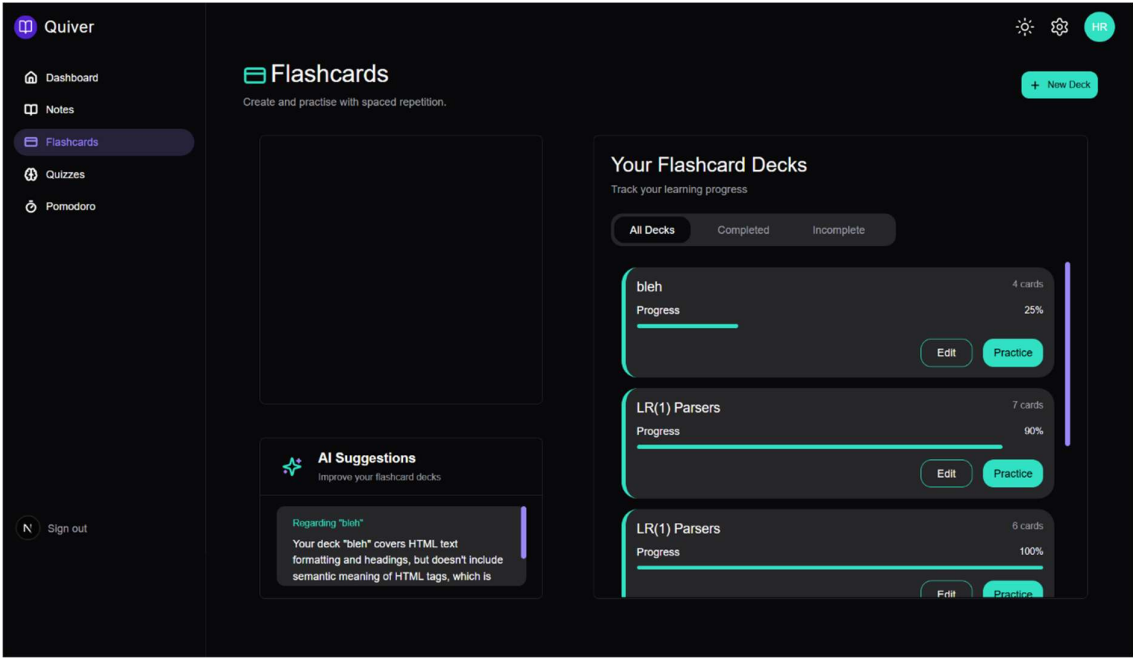 Quiver
HR
Dashboard
Notes
Flashcards
Quizzes
Pomodoro
N Sign out
Flashcards
Create and practise with spaced repetition.
+ New Deck
AI Suggestions
Improve your flashcard decks
Regarding "bleh"
Your deck "bleh" covers HTML text
formatting and headings, but doesn't include
semantic meaning of HTML tags, which is
Your Flashcard Decks
Track your learning progress
All Decks Completed Incomplete
bleh 4 cards
Progress 25%
Edit Practice
LR(1) Parsers 7 cards
Progress 90%
Edit Practice
LR(1) Parsers 6 cards
Progress 100%
Edit Practice